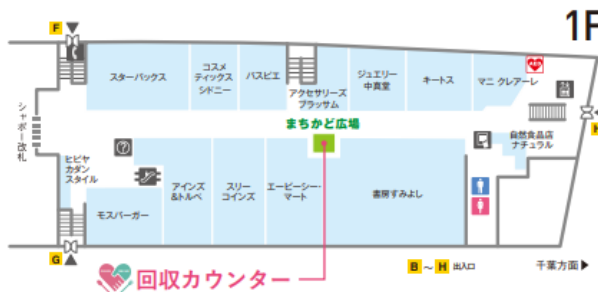 1F
F
スターバックス
コスメ
ティックス
シドニー
パスピエ
アクセサリーズ
ブラッサム
ジュエリー
中真堂
キートス
マニ クレアーレ
AED
H
シャポー改札
まちかど広場
自然食品店
ナチュラル
?
ヒビヤ
カダン
スタイル
モスバーガー
アインズ
&トルペ
スリー
コインズ
エービーシー・
マート
書房すみよし
G
回収カウンター
B ～ H 出入口
千葉方面▶